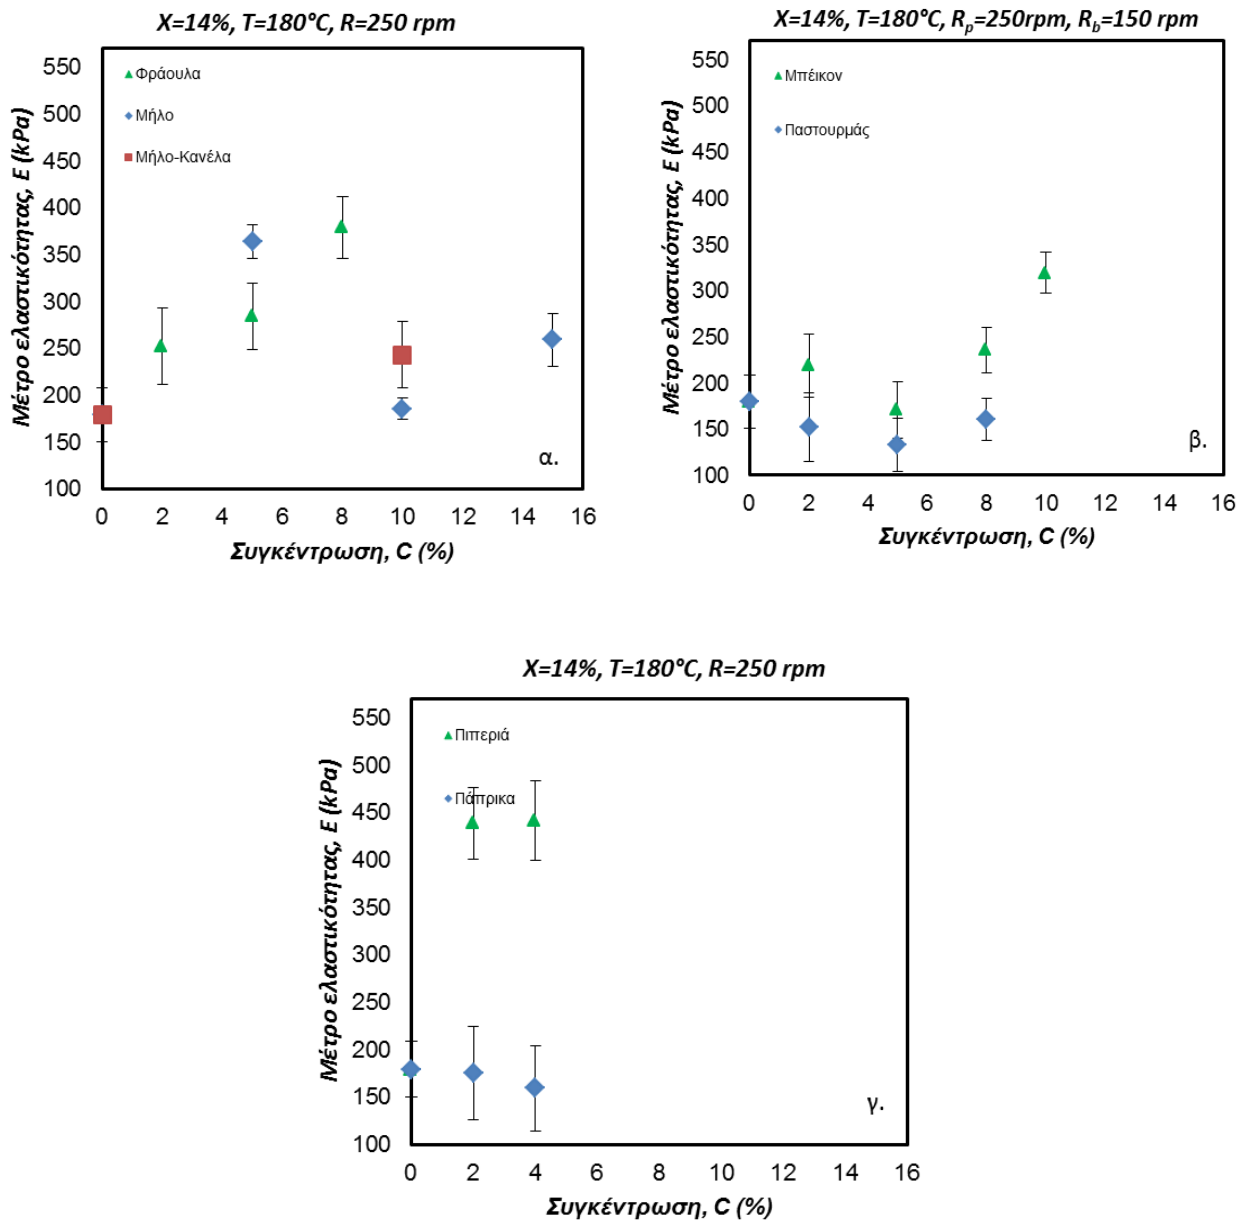 X=14%, T=180°C, R=250 rpm
Μέτρο ελαστικότητας, E (kPa)
550
500
450
400
350
300
250
200
150
100
Φράουλα
Μήλο
Μήλο-Κανέλα
α.
0 2 4 6 8 10 12 14 16
Συγκέντρωση, C (%)
X=14%, T=180°C, Rp=250rpm, Rb=150 rpm
Μέτρο ελαστικότητας, E (kPa)
550
500
450
400
350
300
250
200
150
100
Μπέικον
Παστουρμάς
β.
0 2 4 6 8 10 12 14 16
Συγκέντρωση, C (%)
X=14%, T=180°C, R=250 rpm
Μέτρο ελαστικότητας, E (kPa)
550
500
450
400
350
300
250
200
150
100
Πιπεριά
Πάπρικα
γ.
0 2 4 6 8 10 12 14 16
Συγκέντρωση, C (%)